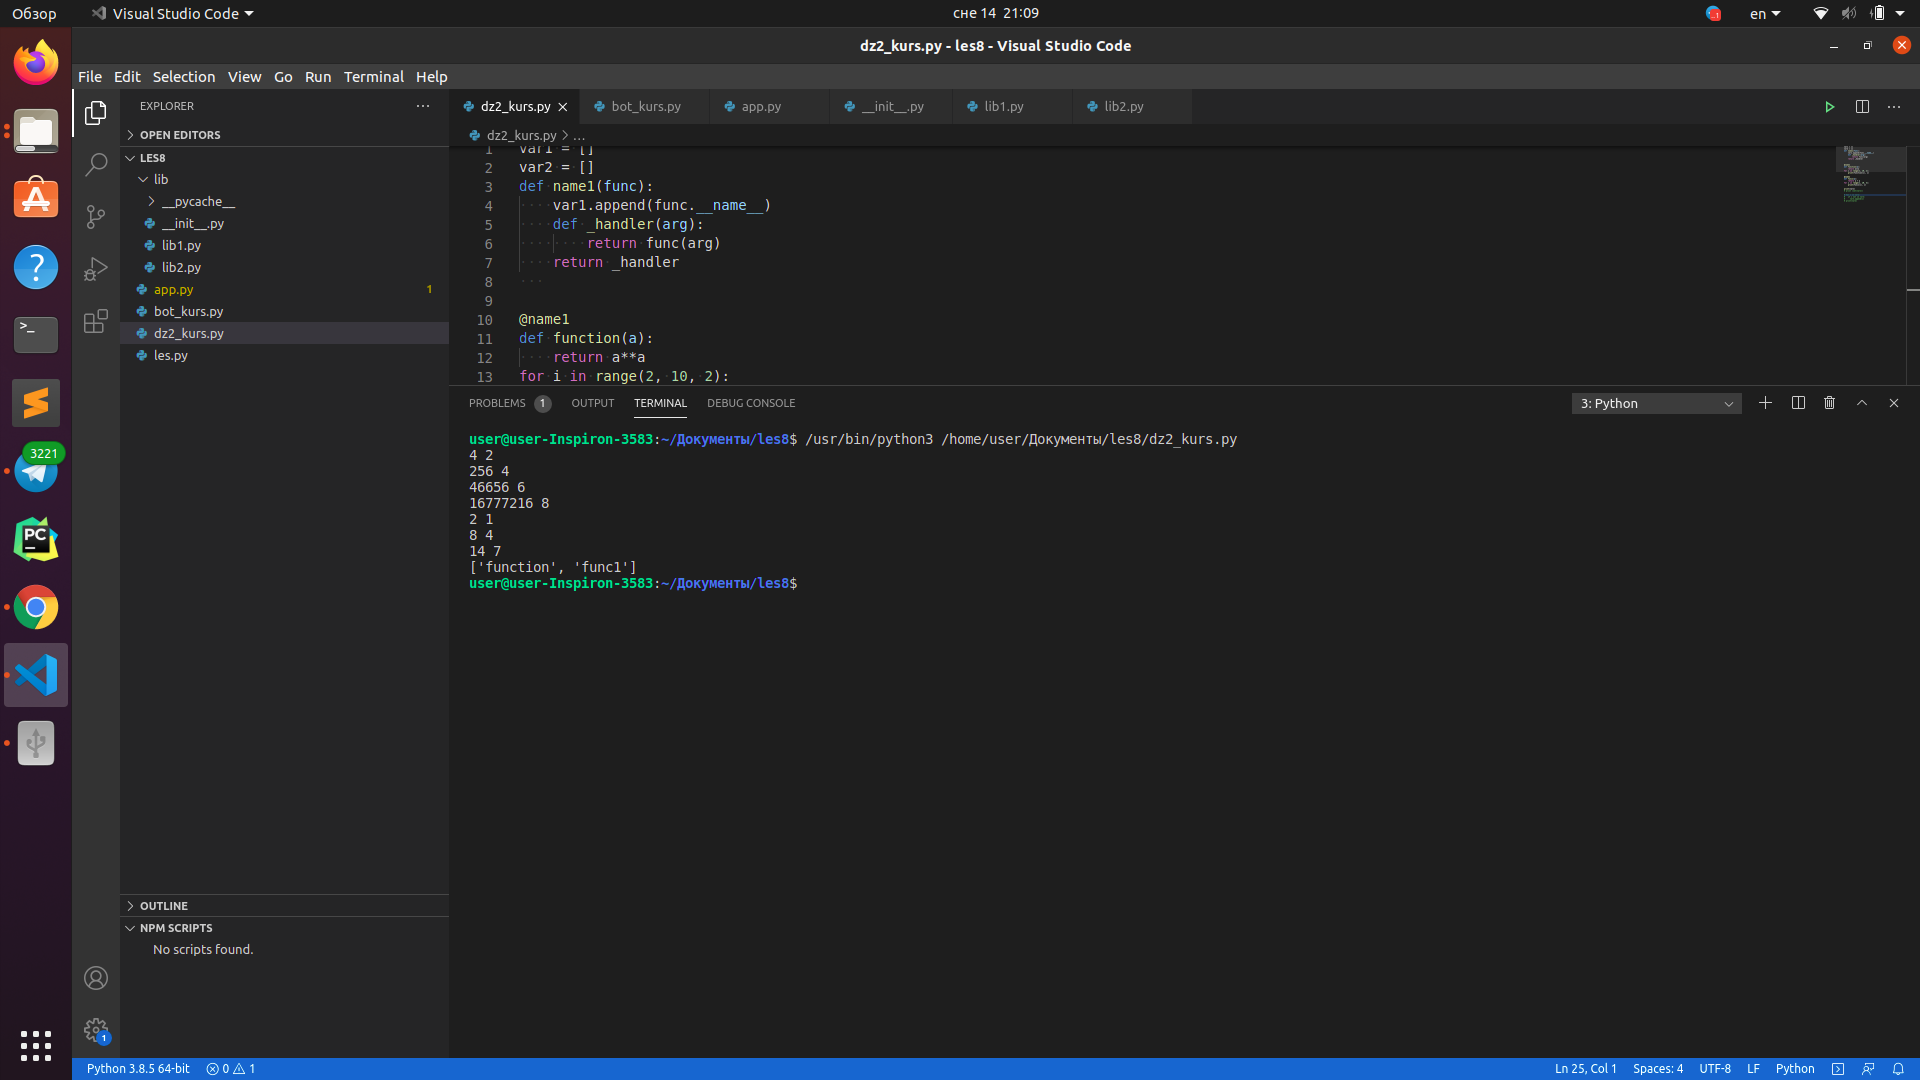 Обзор
Visual Studio Code
сне 14 21:09
en
dz2_kurs.py - les8 - Visual Studio Code
File Edit Selection View Go Run Terminal Help
EXPLORER
OPEN EDITORS
LES8
lib
__pycache__
__init__.py
lib1.py
lib2.py
app.py 1
bot_kurs.py
dz2_kurs.py
les.py
OUTLINE
NPM SCRIPTS
No scripts found.
3221
PC
>_
1
dz2_kurs.py bot_kurs.py app.py __init__.py lib1.py lib2.py
dz2_kurs.py > ...
1 var1 = []
2 var2 = []
3 def name1(func):
4 var1.append(func.__name__)
5 def _handler(arg):
6 return func(arg)
7 return _handler
8
9
10 @name1
11 def function(a):
12 return a**a
13 for i in range(2, 10, 2):
PROBLEMS 1 OUTPUT TERMINAL DEBUG CONSOLE
3: Python
user@user-Inspiron-3583:~/Документы/les8$ /usr/bin/python3 /home/user/Документы/les8/dz2_kurs.py
4 2
256 4
46656 6
16777216 8
2 1
8 4
14 7
['function', 'func1']
user@user-Inspiron-3583:~/Документы/les8$
Python 3.8.5 64-bit 0 1
Ln 25, Col 1 Spaces: 4 UTF-8 LF Python